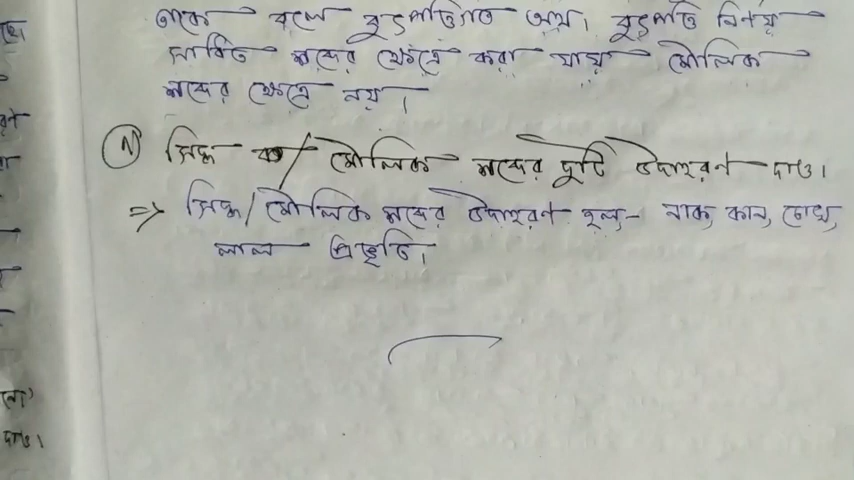 তাকে বলে বুৎপত্তিগত অর্থ। বুৎপত্তি নির্ণয়
সাধিত শব্দের ক্ষেত্রে করা যায় মৌলিক
শব্দের ক্ষেত্রে নয়।
সিদ্ধ / মৌলিক শব্দের দুটি উদাহরণ দাও।
=> সিদ্ধ/মৌলিক শব্দের উদাহরণ হল- নাক, কান, চোখ,
লাল প্রভৃতি।
দাও।